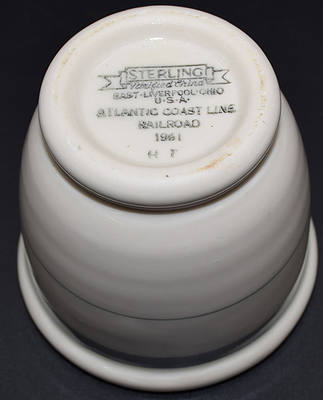 STERLING
Vitrified China
EAST·LIVERPOOL·OHIO
U·S·A·
ATLANTIC COAST LINE
RAILROAD
1961
H T